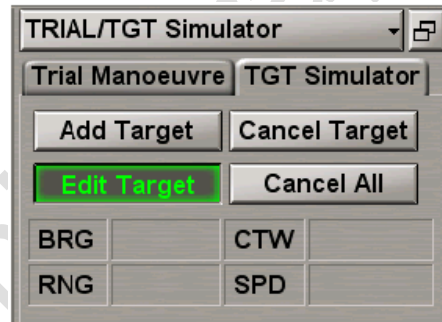 TRIAL/TGT Simulator
Trial Manoeuvre TGT Simulator
Add Target Cancel Target
Edit Target Cancel All
BRG CTW
RNG SPD